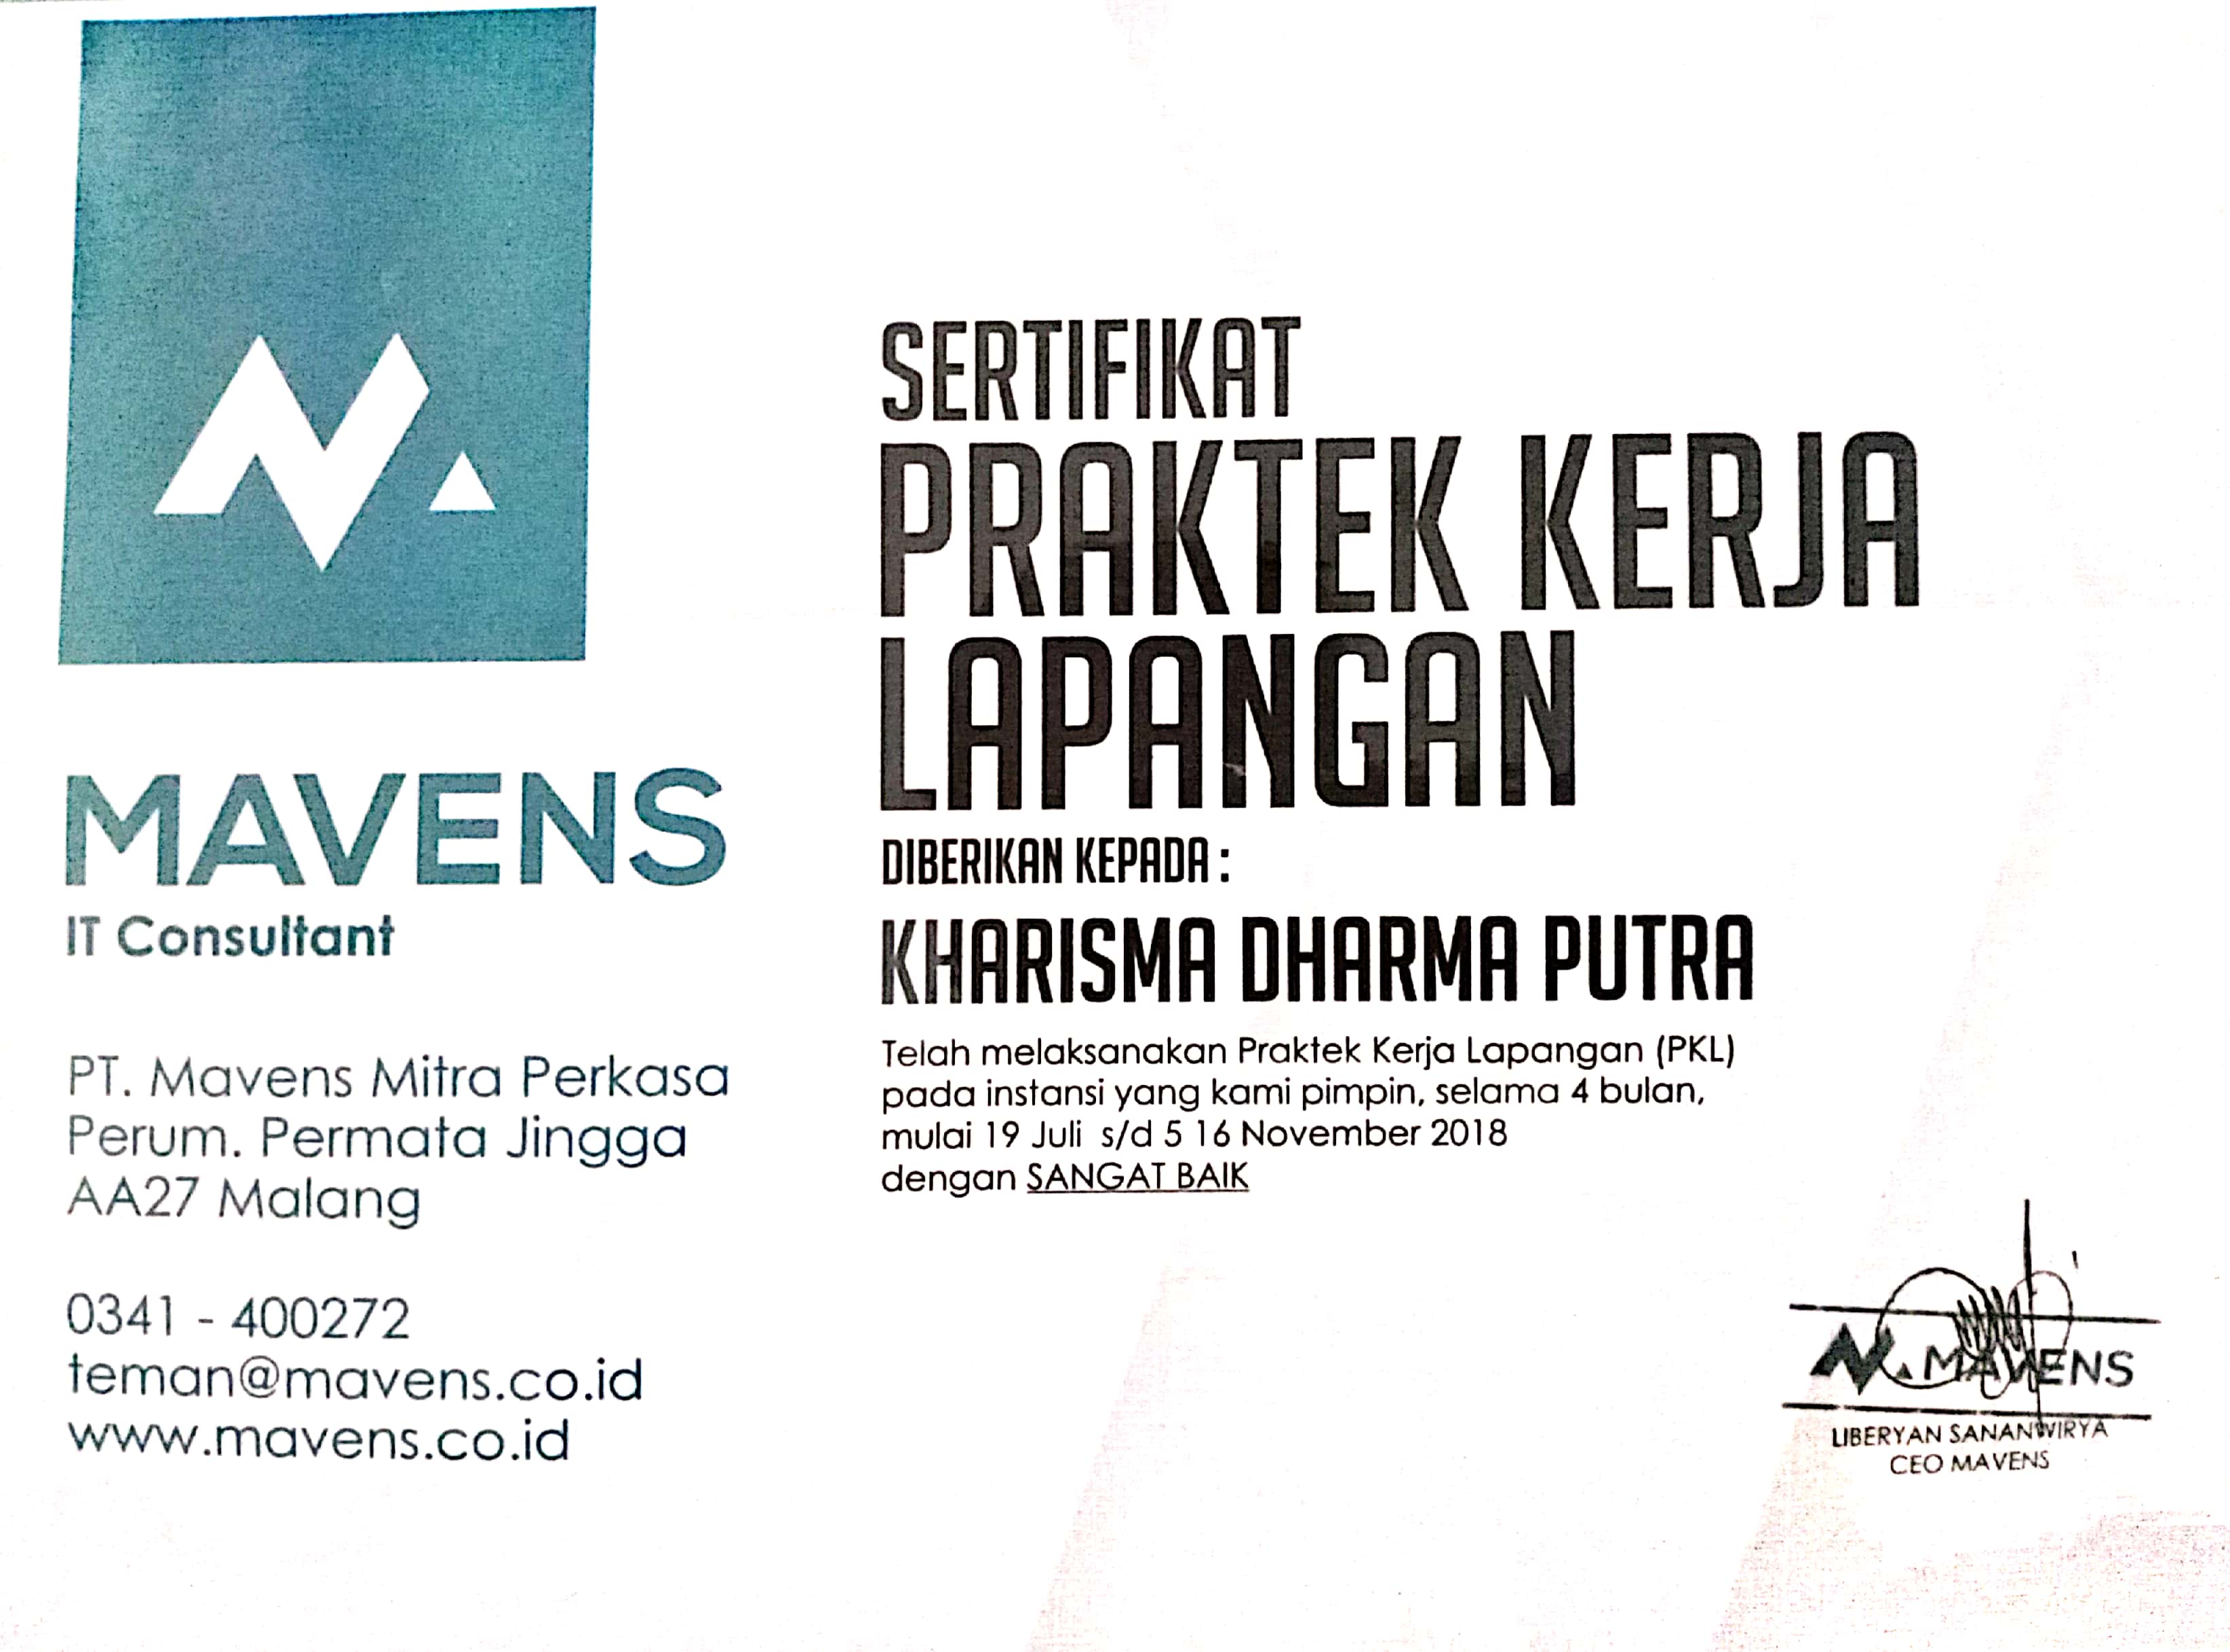 MAVENS
IT Consultant
PT. Mavens Mitra Perkasa
Perum. Permata Jingga
AA27 Malang
0341 - 400272
teman@mavens.co.id
www.mavens.co.id
SERTIFIKAT
PRAKTEK KERJA
LAPANGAN
DIBERIKAN KEPADA :
KHARISMA DHARMA PUTRA
Telah melaksanakan Praktek Kerja Lapangan (PKL)
pada instansi yang kami pimpin, selama 4 bulan,
mulai 19 Juli s/d 5 16 November 2018
dengan SANGAT BAIK
MAVENS
LIBERYAN SANANWIRYA
CEO MAVENS